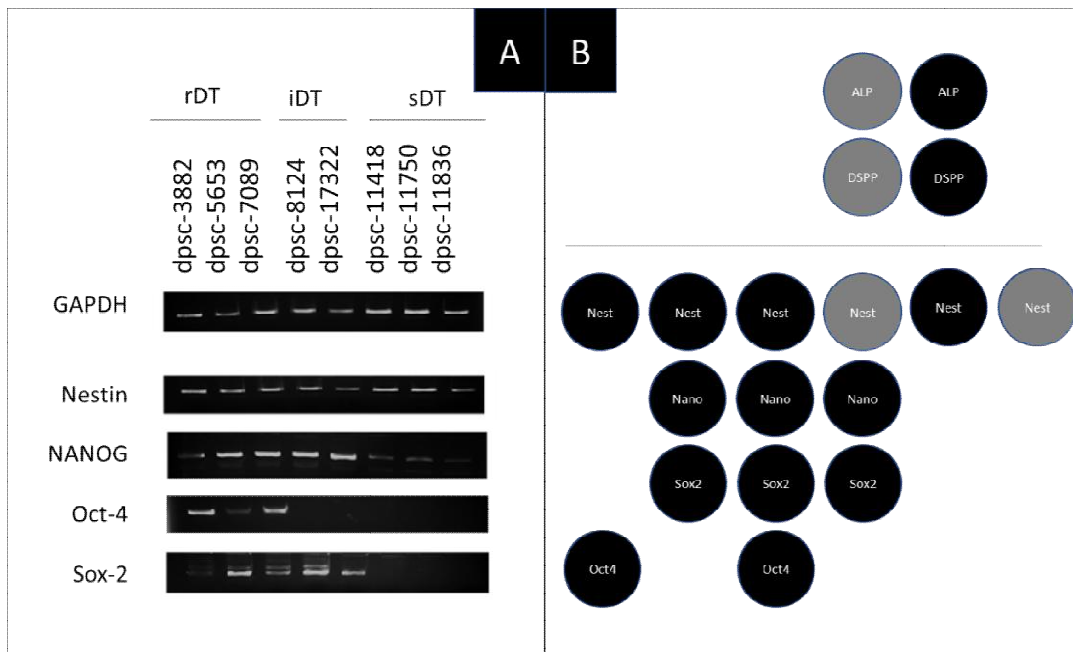 A B
rDT iDT sDT
dpsc-3882
dpsc-5653
dpsc-7089
dpsc-8124
dpsc-17322
dpsc-11418
dpsc-11750
dpsc-11836
GAPDH
Nestin
NANOG
Oct-4
Sox-2
ALP ALP
DSPP DSPP
Nest Nest Nest Nest Nest Nest
Nano Nano Nano
Sox2 Sox2 Sox2
Oct4 Oct4